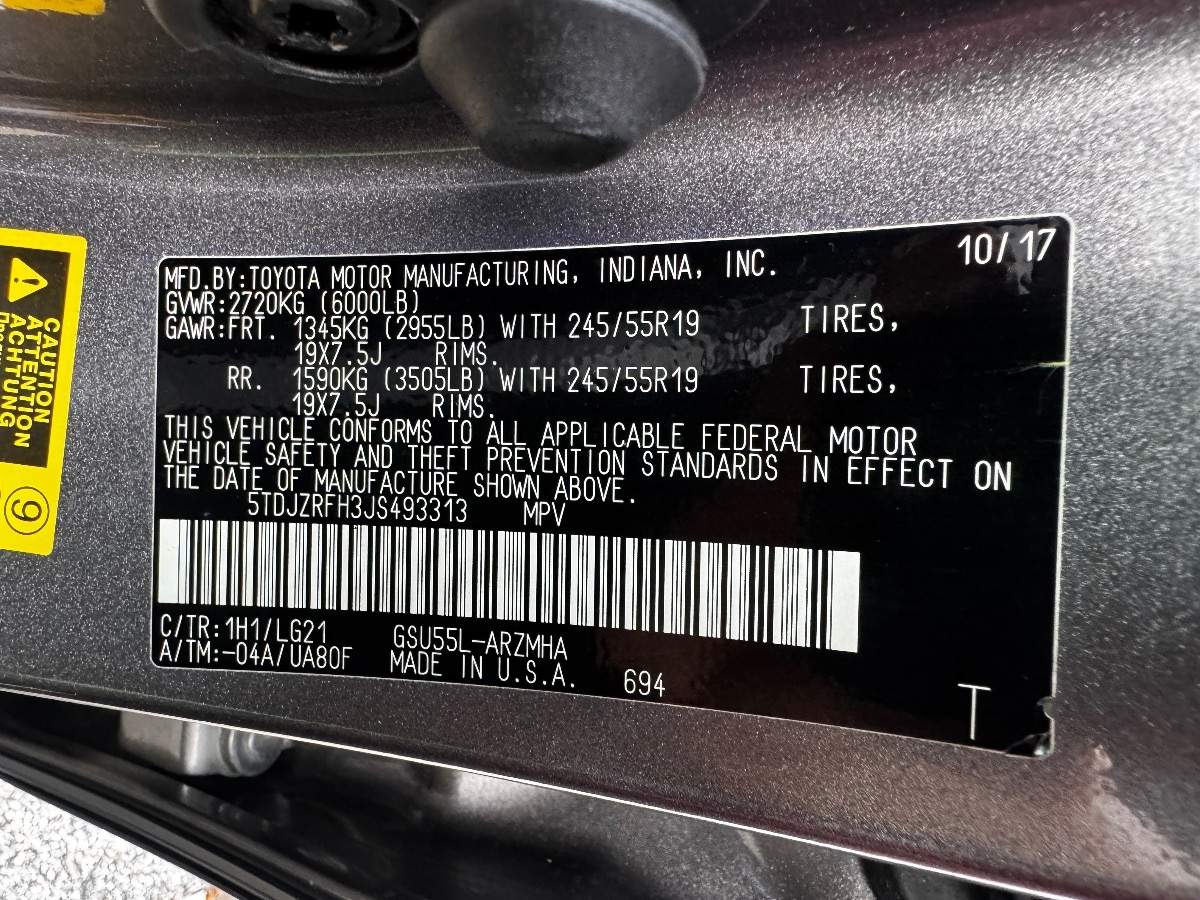 10/17
MFD.BY:TOYOTA MOTOR MANUFACTURING, INDIANA, INC.
GVWR:2720KG (6000LB)
GAWR:FRT. 1345KG (2955LB) WITH 245/55R19 TIRES,
19X7.5J RIMS.
RR. 1590KG (3505LB) WITH 245/55R19 TIRES,
19X7.5J RIMS.
THIS VEHICLE CONFORMS TO ALL APPLICABLE FEDERAL MOTOR
VEHICLE SAFETY AND THEFT PREVENTION STANDARDS IN EFFECT ON
THE DATE OF MANUFACTURE SHOWN ABOVE.
5TDJZRFH3JS493313 MPV
C/TR:1H1/LG21 GSU55L-ARZMHA
A/TM:-04A/UA80F MADE IN U.S.A. 694
T
CAUTION
ATTENTION
ACHTUNG
9